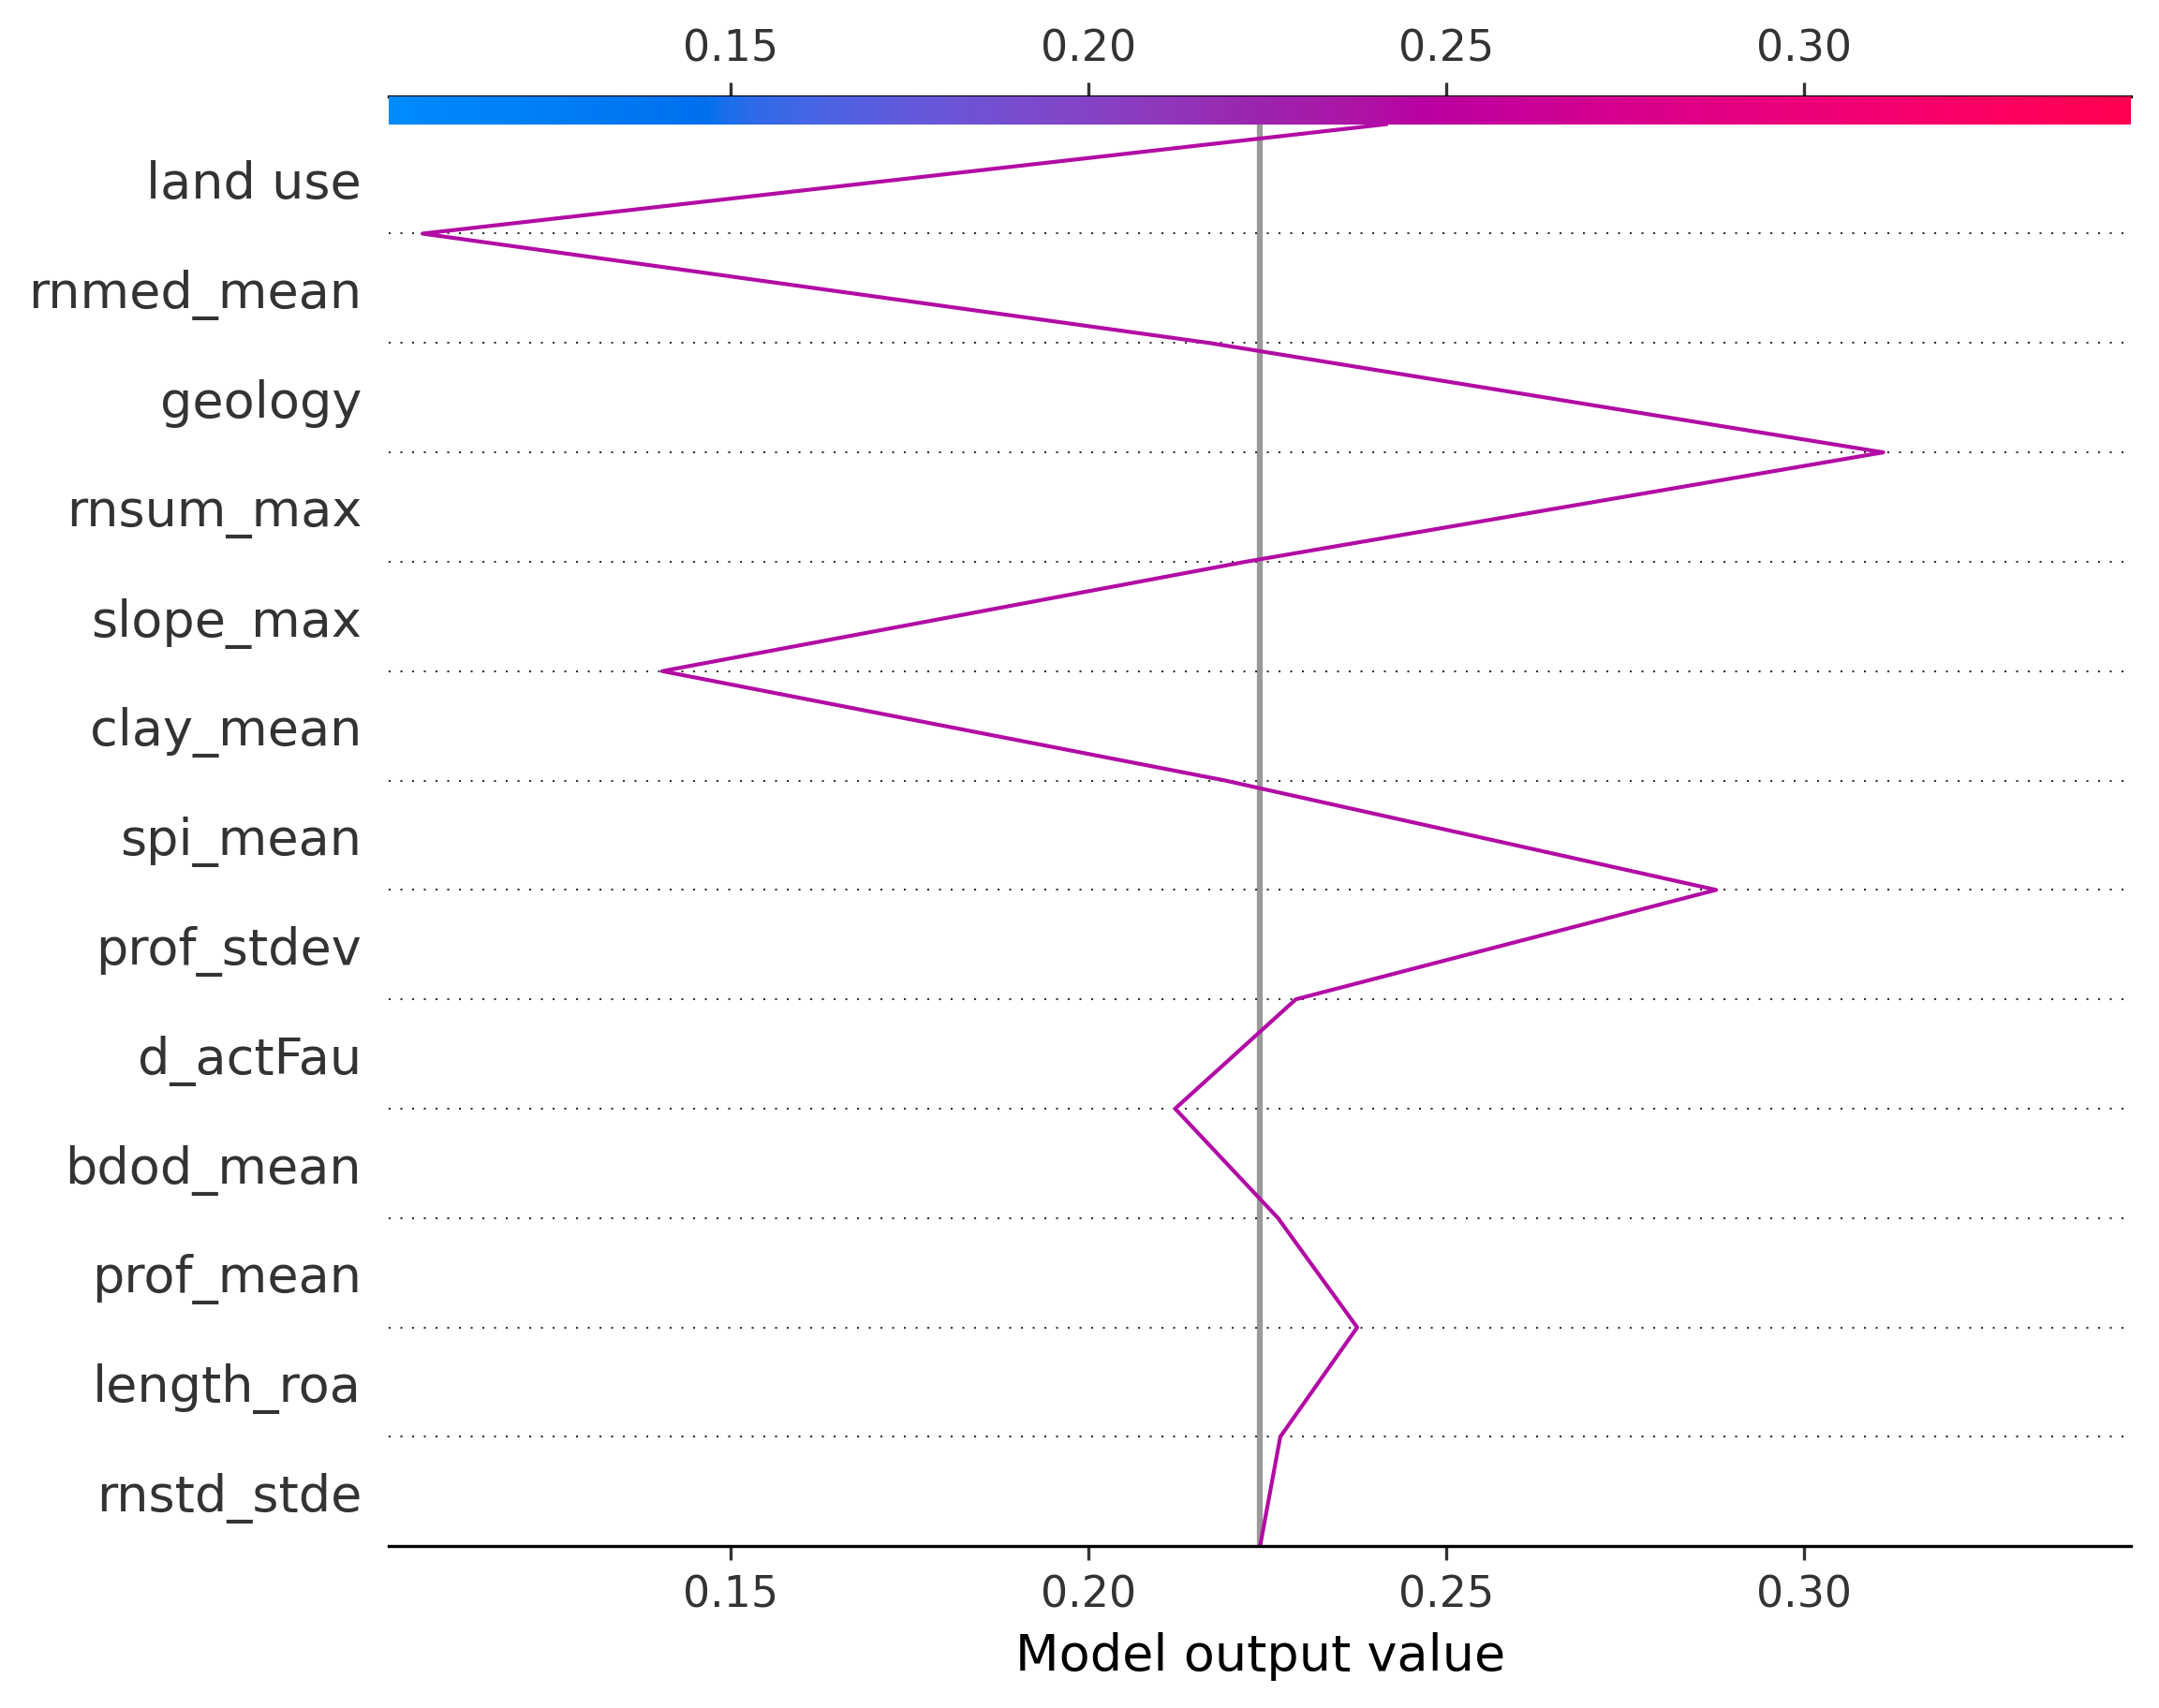 0.15 0.20 0.25 0.30
land use
rnmed_mean
geology
rnsum_max
slope_max
clay_mean
spi_mean
prof_stdev
d_actFau
bdod_mean
prof_mean
length_roa
rnstd_stde
0.15 0.20 0.25 0.30
Model output value